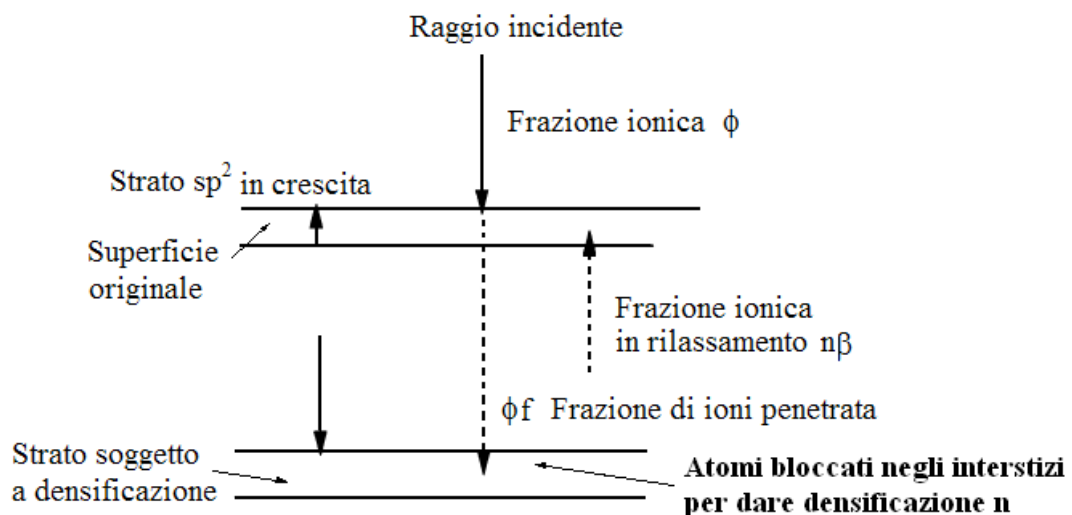 Raggio incidente
Frazione ionica ϕ
Strato sp² in crescita
Superficie
originale
Frazione ionica
in rilassamento nβ
ϕf Frazione di ioni penetrata
Strato soggetto
a densificazione
Atomi bloccati negli interstizi
per dare densificazione n